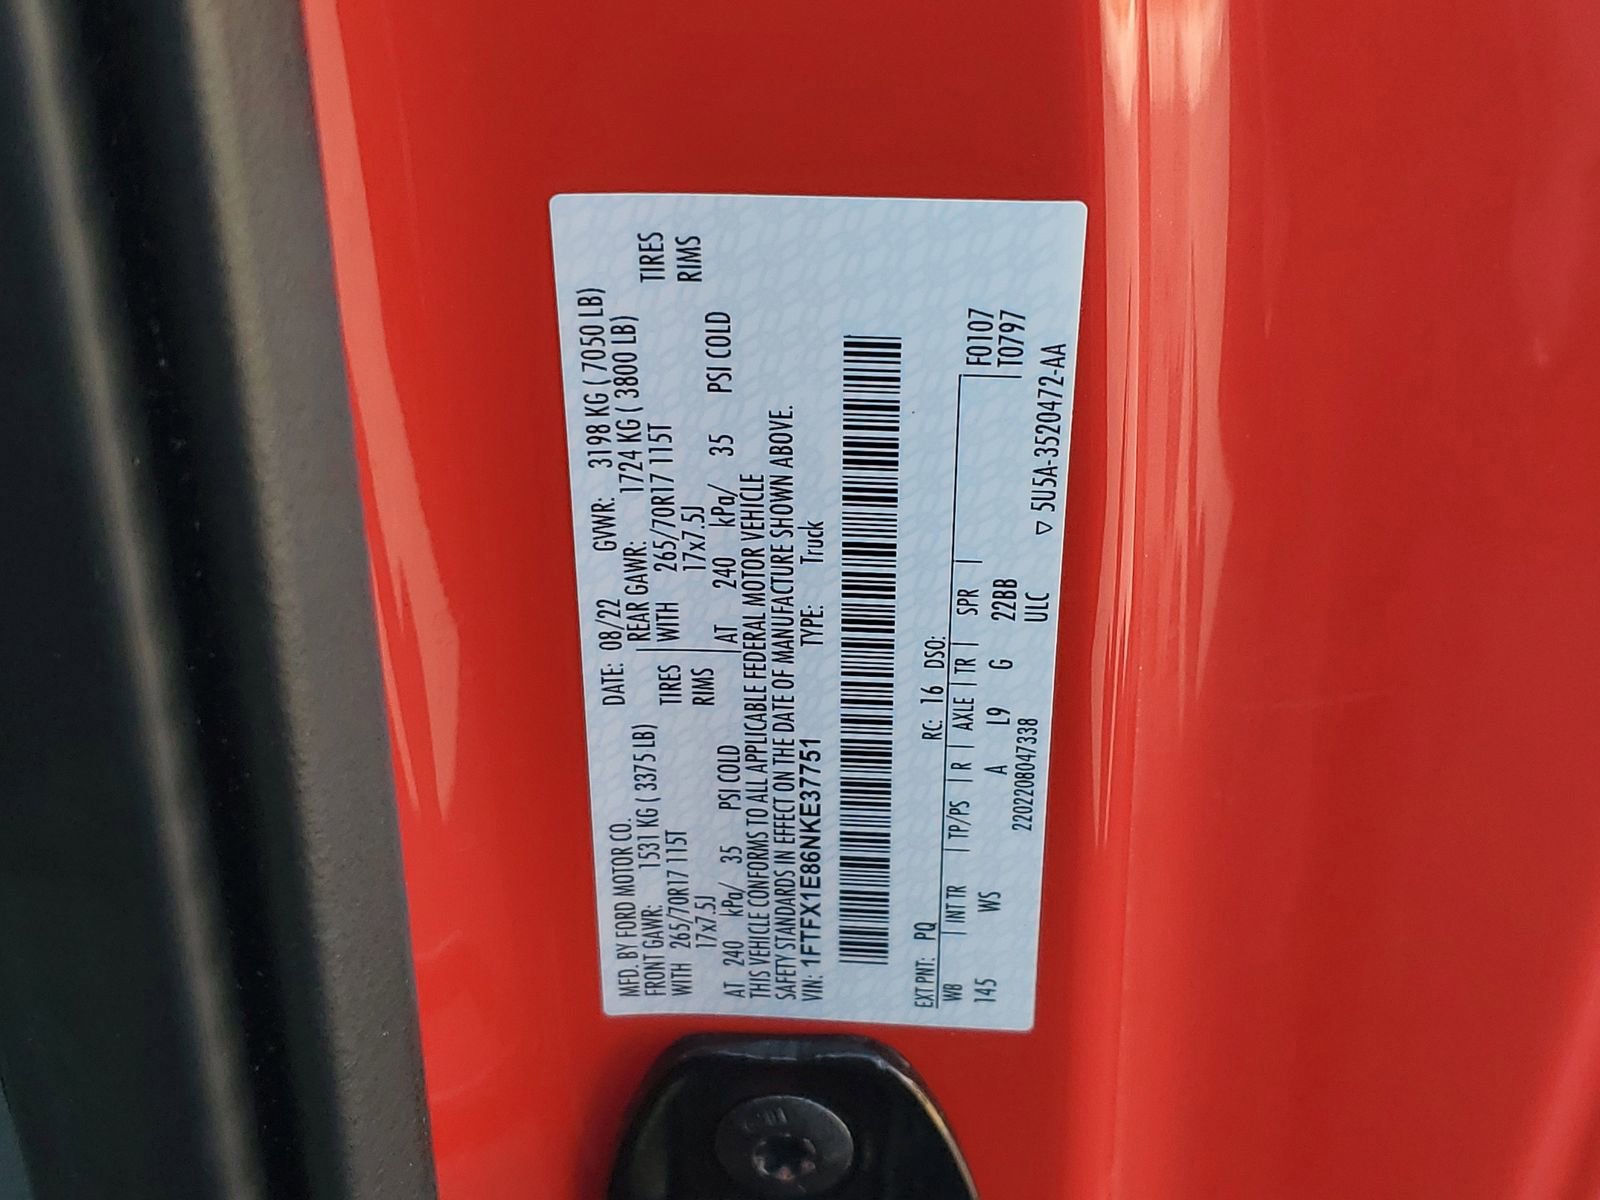 MFD. BY FORD MOTOR CO. DATE: 08/22 GVWR: 3198 KG ( 7050 LB)
FRONT GAWR: 1531 KG ( 3375 LB) REAR GAWR: 1724 KG ( 3800 LB)
WITH 265/70R17 115T TIRES WITH 265/70R17 115T TIRES
17x7.5J RIMS 17x7.5J RIMS
AT 240 kPa/ 35 PSI COLD AT 240 kPa/ 35 PSI COLD
THIS VEHICLE CONFORMS TO ALL APPLICABLE FEDERAL MOTOR VEHICLE
SAFETY STANDARDS IN EFFECT ON THE DATE OF MANUFACTURE SHOWN ABOVE.
VIN: 1FTFX1E86NKE37751 TYPE: Truck
EXT PNT: PQ RC: 16 DSO:
WB | INT TR | TP/PS | R | AXLE | TR | SPR | F0107
145 WS A L9 G 22BB T0797
220220804​7338 ULC
▽ 5U5A-3520472-AA